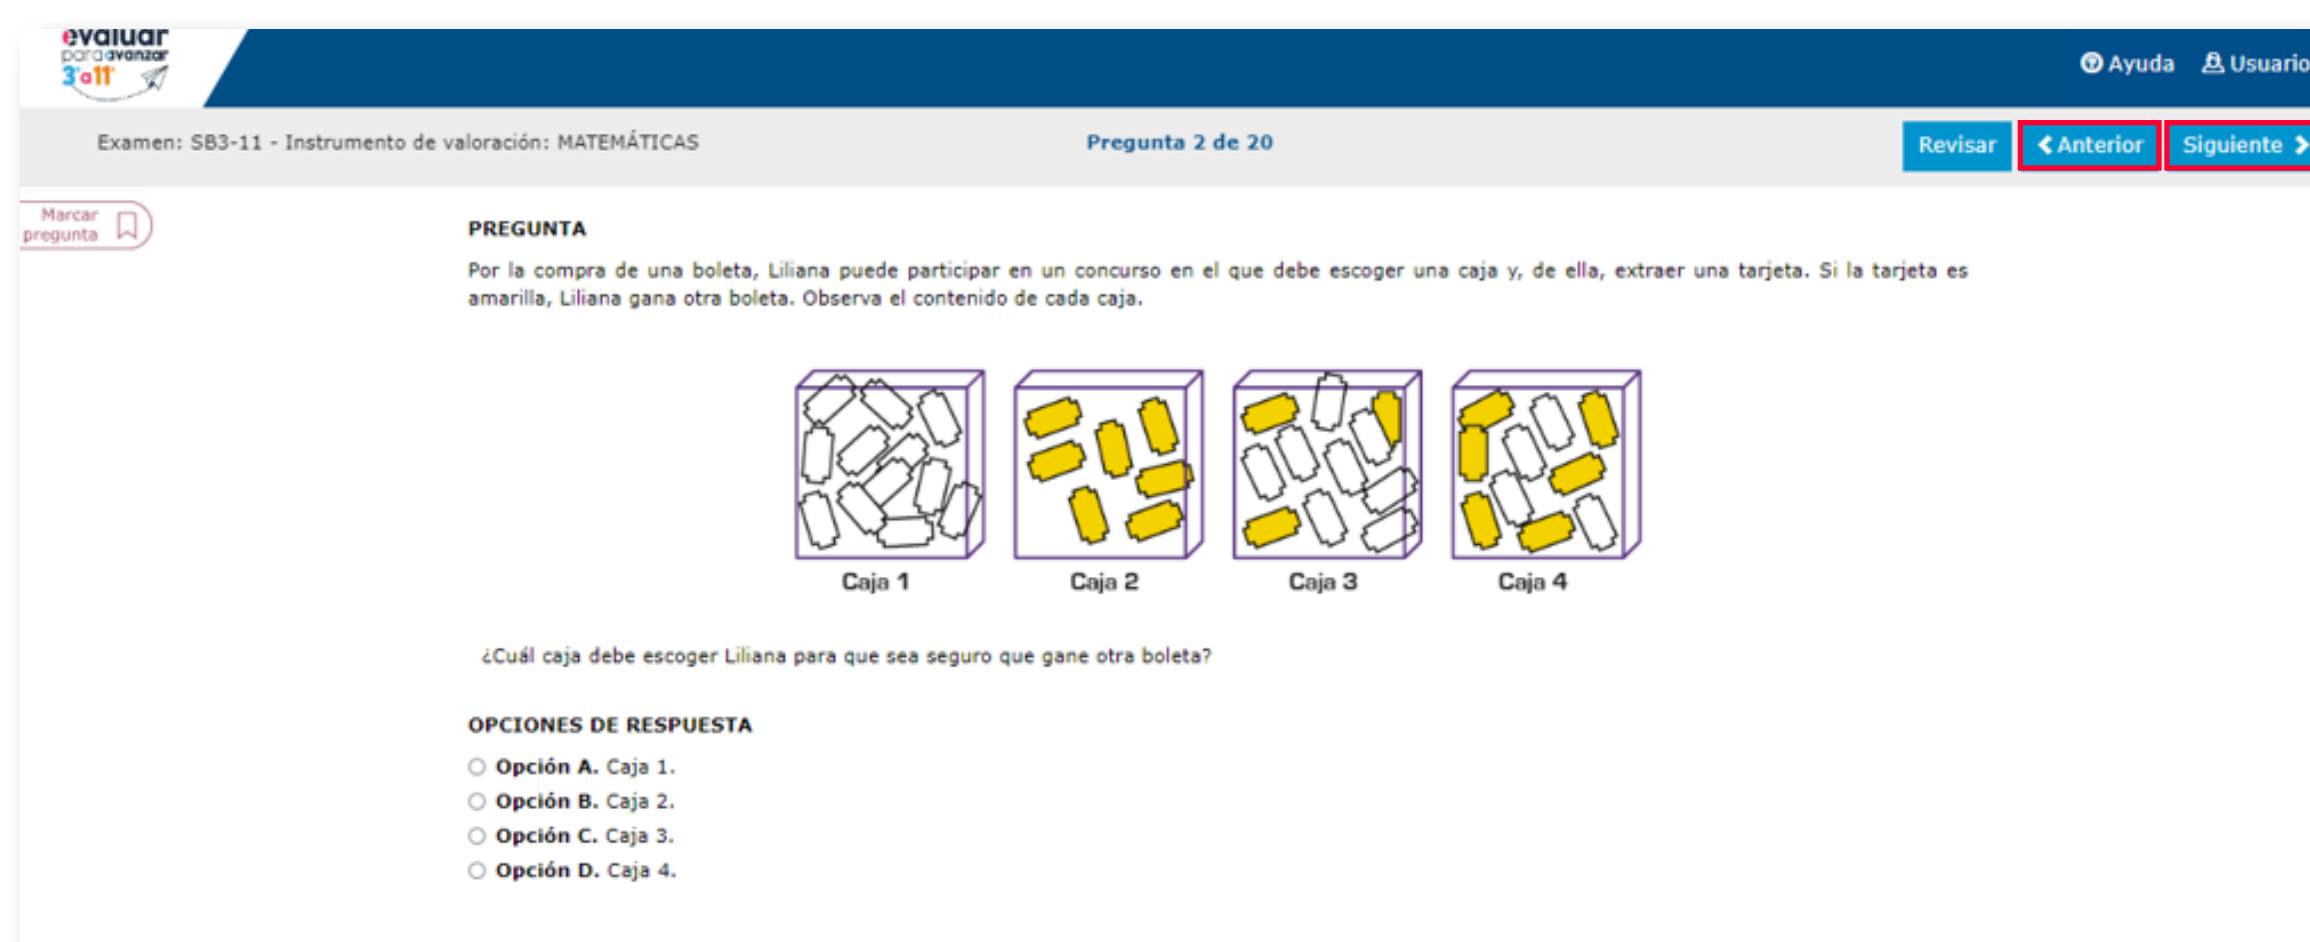 evaluar
para avanzar
3°a11°
Ayuda
Usuario
Examen: SB3-11 - Instrumento de valoración: MATEMÁTICAS
Pregunta 2 de 20
Revisar
Anterior
Siguiente
Marcar
pregunta
PREGUNTA
Por la compra de una boleta, Liliana puede participar en un concurso en el que debe escoger una caja y, de ella, extraer una tarjeta. Si la tarjeta es
amarilla, Liliana gana otra boleta. Observa el contenido de cada caja.
Caja 1
Caja 2
Caja 3
Caja 4
¿Cuál caja debe escoger Liliana para que sea seguro que gane otra boleta?
OPCIONES DE RESPUESTA
Opción A. Caja 1.
Opción B. Caja 2.
Opción C. Caja 3.
Opción D. Caja 4.